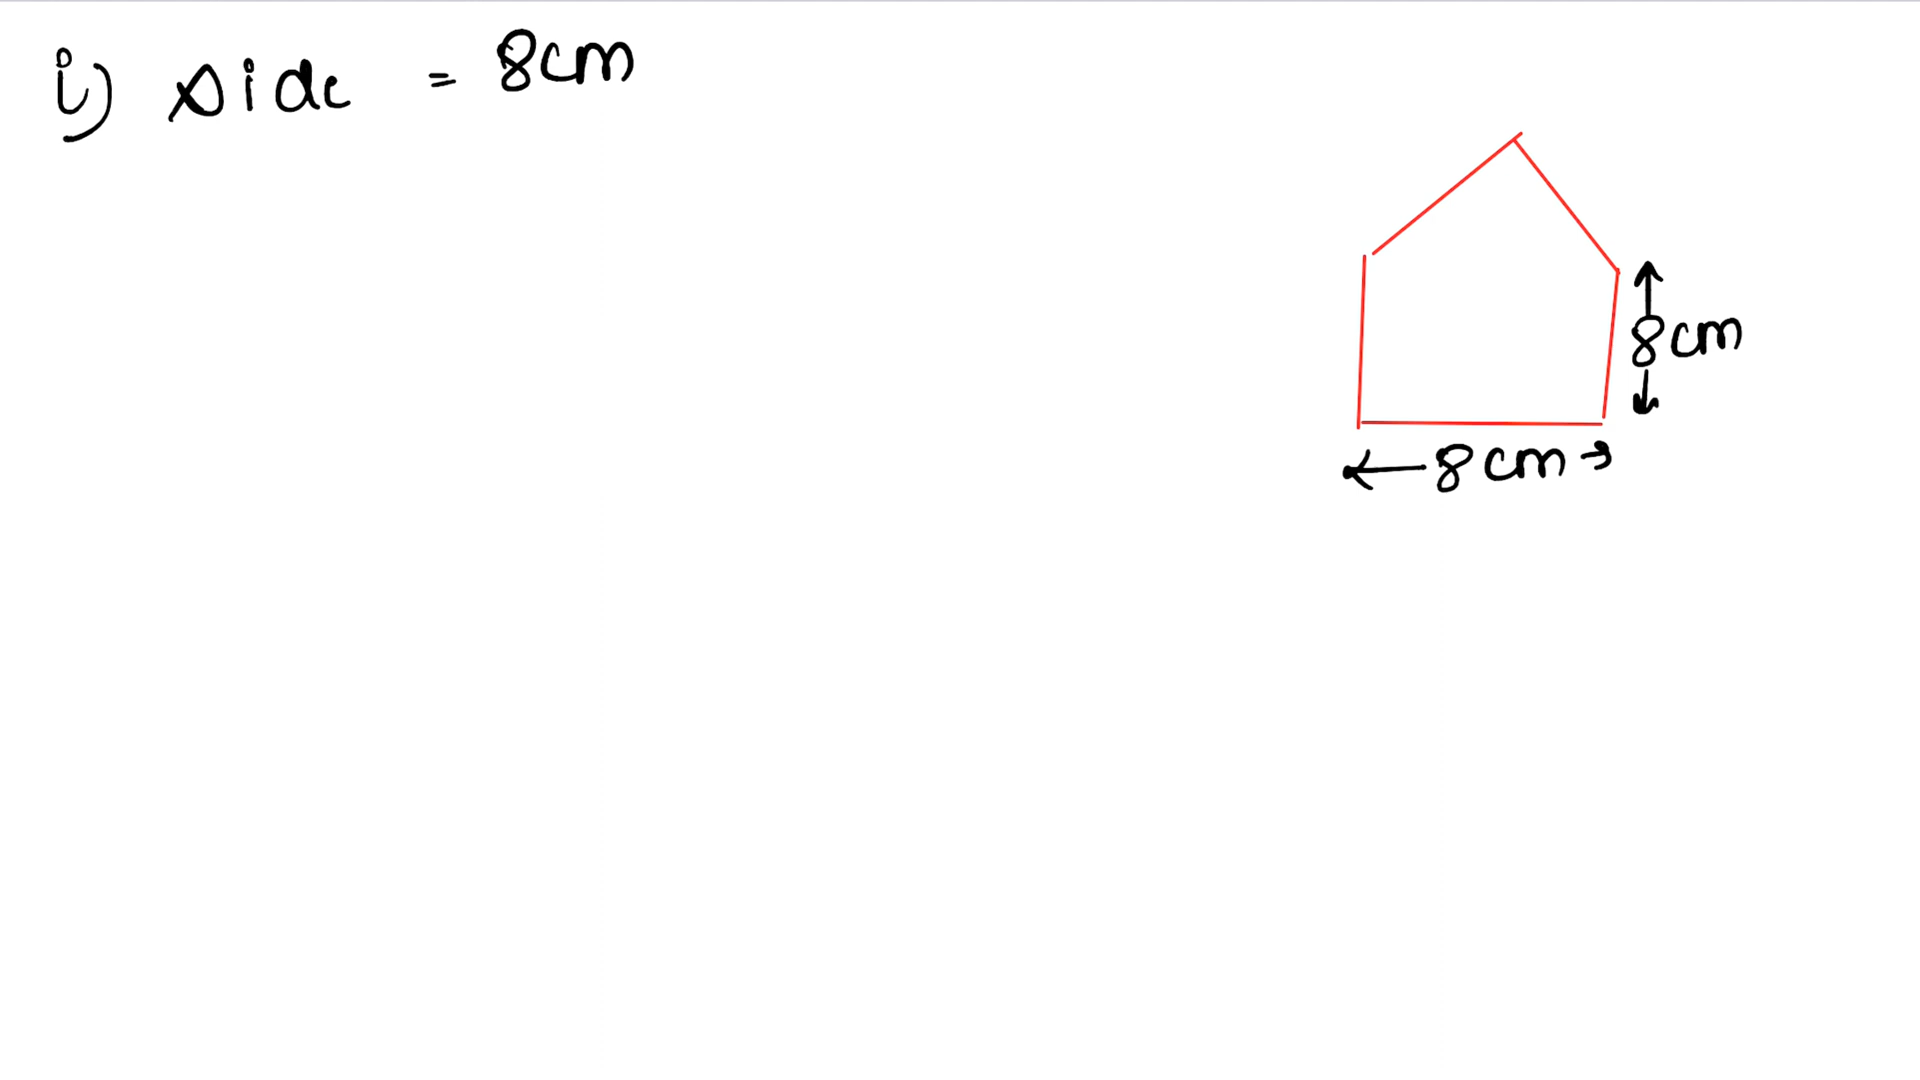 i) side = 8cm
8cm
8cm